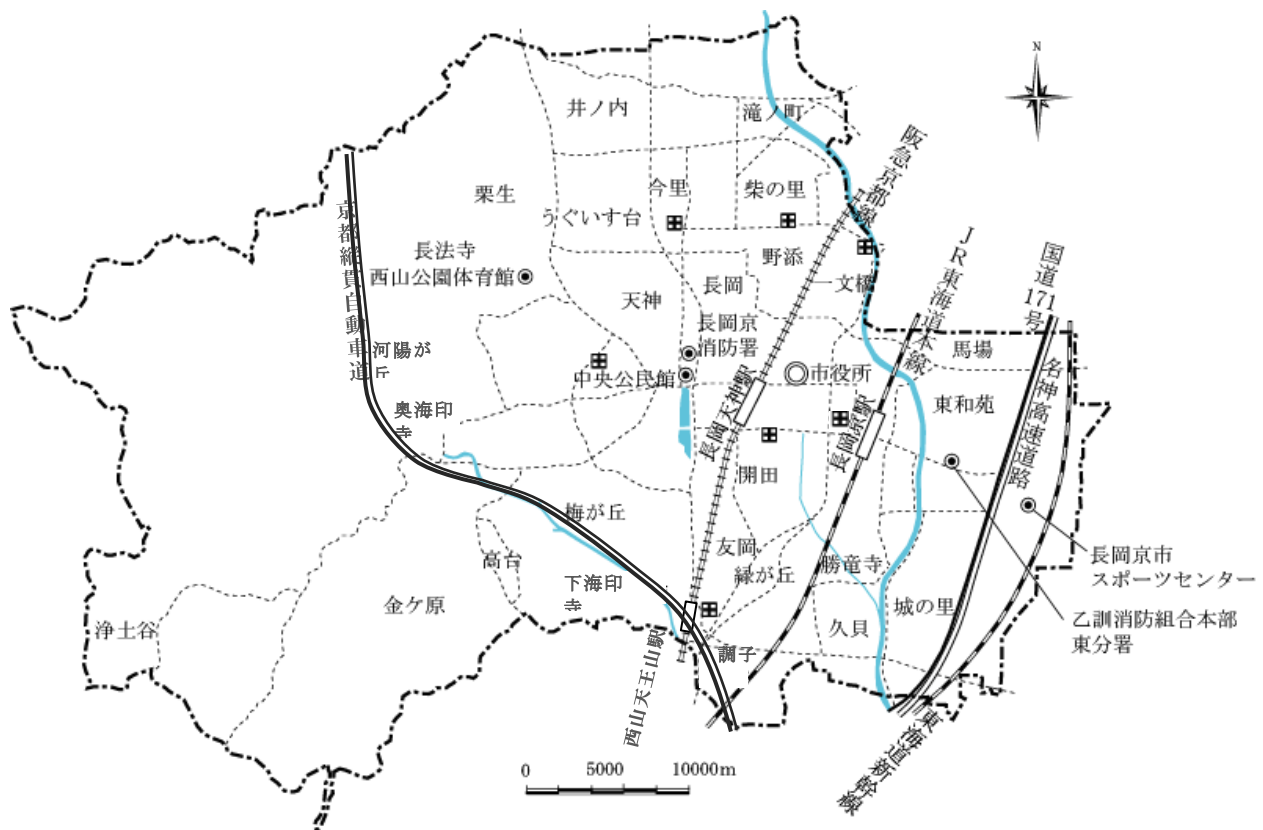 N
井ノ内
滝ノ町
阪急京都線
栗生
今里
柴の里
うぐいす台
京都縦貫自動車道
長法寺
西山公園体育館
野添
JR東海道本線
国道171号
天神
長岡
一文橋
長岡京
消防署
馬場
河陽が
丘
中央公民館
市役所
名神高速道路
長岡天神駅
長岡京駅
東和苑
奥海印
寺
開田
梅が丘
友岡
高台
緑が丘
勝竜寺
長岡京市
スポーツセンター
下海印
寺
金ケ原
城の里
浄土谷
久貝
乙訓消防組合本部
東分署
調子
西山天王山駅
東海道新幹線
0 5000 10000m